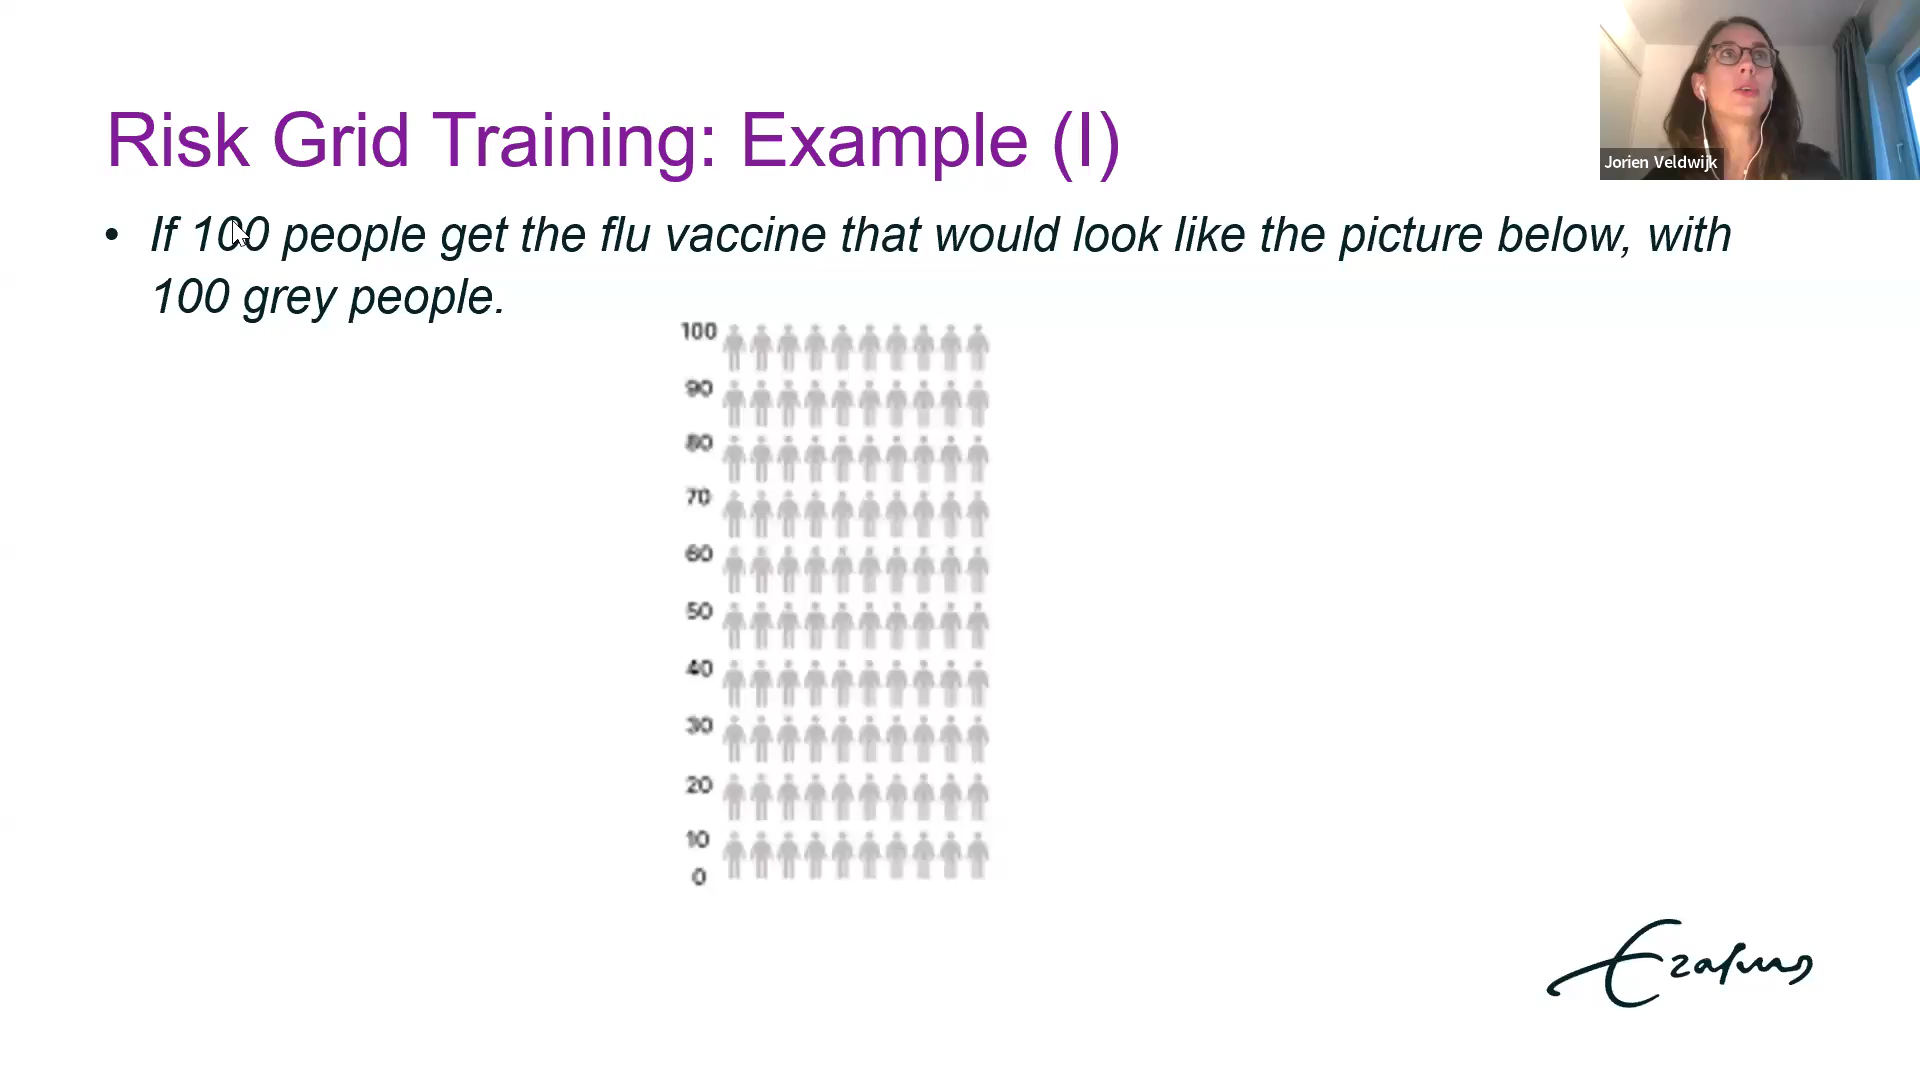 Risk Grid Training: Example (I)
Jorien Veldwijk
• If 100 people get the flu vaccine that would look like the picture below, with
100 grey people.
100
90
80
70
60
50
40
30
20
10
0
Erasmus